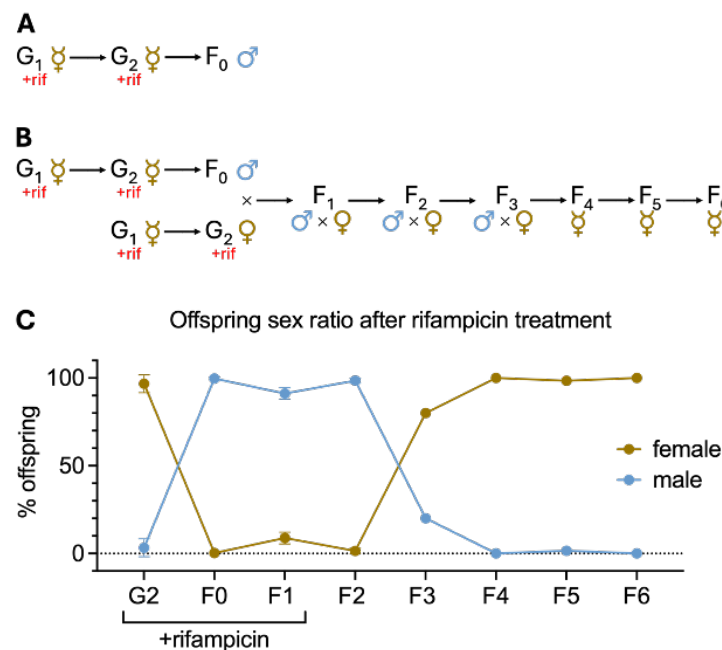 A
G1 ☿ → G2 ☿ → F0 ♂
+rif +rif
B
G1 ☿ → G2 ☿ → F0 ♂
+rif +rif
× → F1 → F2 → F3 → F4 → F5 →
♂ × ♀ ♂ × ♀ ♂ × ♀ ☿ ☿ ☿
G1 ☿ → G2 ♀
+rif +rif
C
Offspring sex ratio after rifampicin treatment
% offspring
100
50
0
female
male
G2 F0 F1 F2 F3 F4 F5 F6
+rifampicin